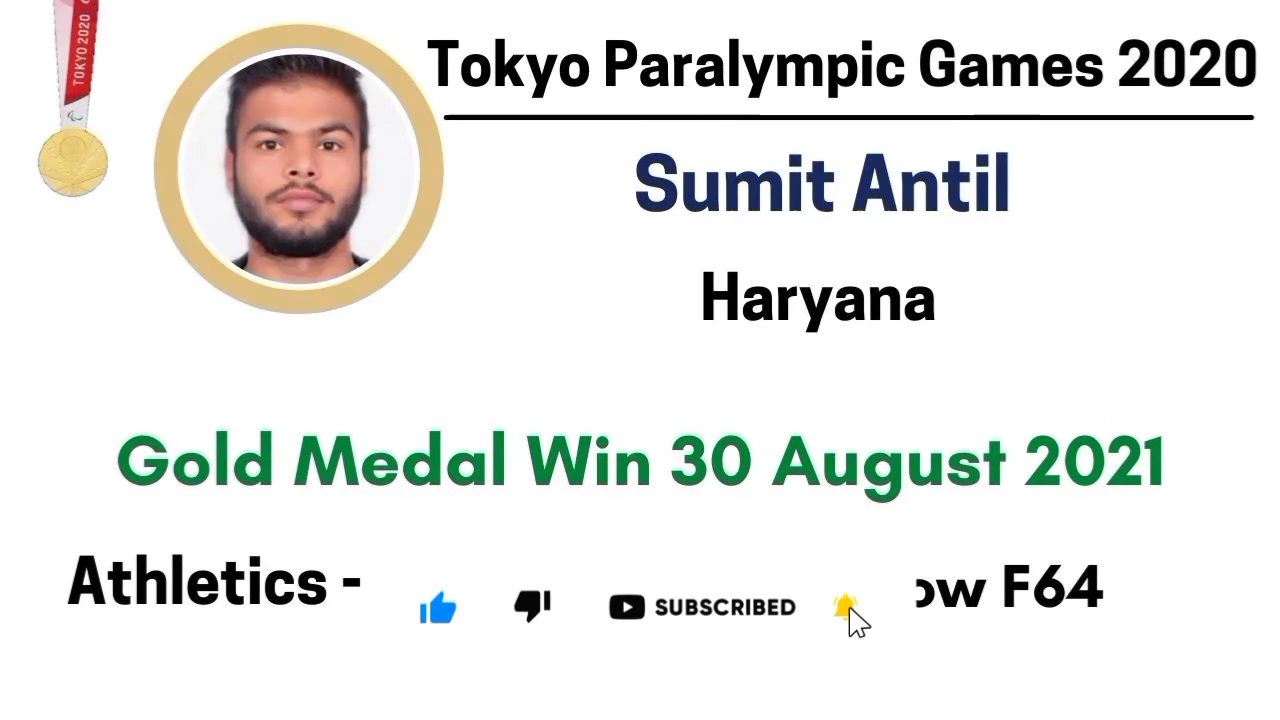 TOKYO 2020
Tokyo Paralympic Games 2020
Sumit Antil
Haryana
Gold Medal Win 30 August 2021
Athletics - ow F64
SUBSCRIBED